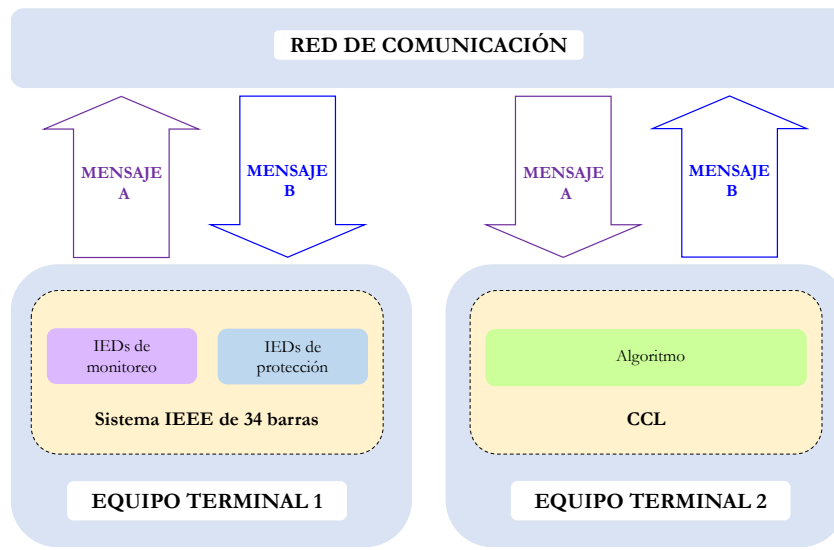 RED DE COMUNICACIÓN
MENSAJE
A
MENSAJE
B
MENSAJE
A
MENSAJE
B
IEDs de
monitoreo
IEDs de
protección
Sistema IEEE de 34 barras
EQUIPO TERMINAL 1
Algoritmo
CCL
EQUIPO TERMINAL 2